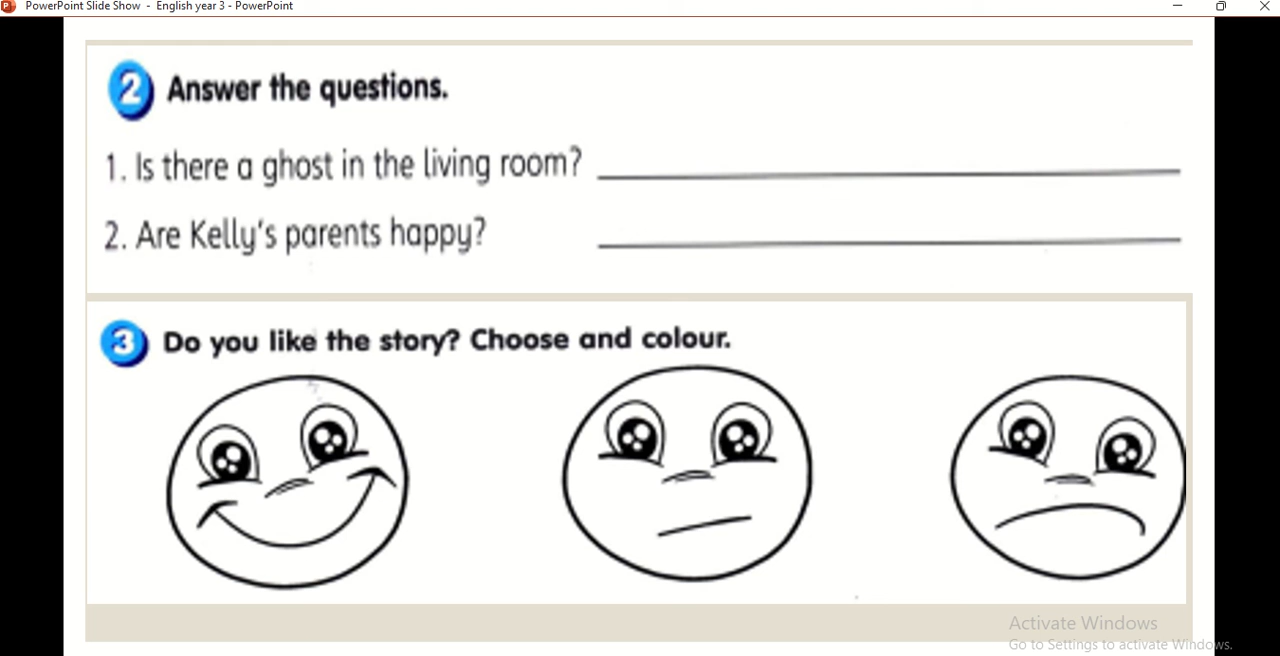 PowerPoint Slide Show - English year 3 - PowerPoint
2 Answer the questions.
1. Is there a ghost in the living room?
2. Are Kelly's parents happy?
3 Do you like the story? Choose and colour.
Activate Windows
Go to Settings to activate Windows.